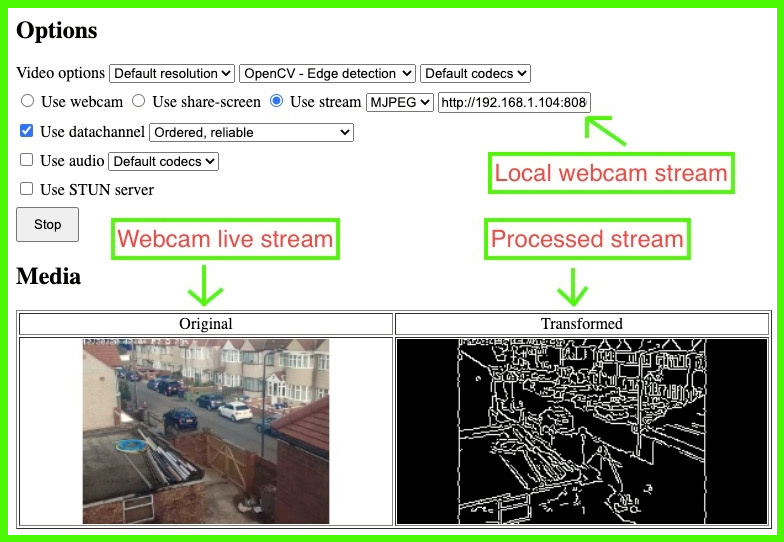 Options
Video options Default resolution OpenCV - Edge detection Default codecs
Use webcam Use share-screen Use stream MJPEG http://192.168.1.104:808
Use datachannel Ordered, reliable
Use audio Default codecs
Local webcam stream
Use STUN server
Stop
Webcam live stream
Processed stream
Media
Original Transformed